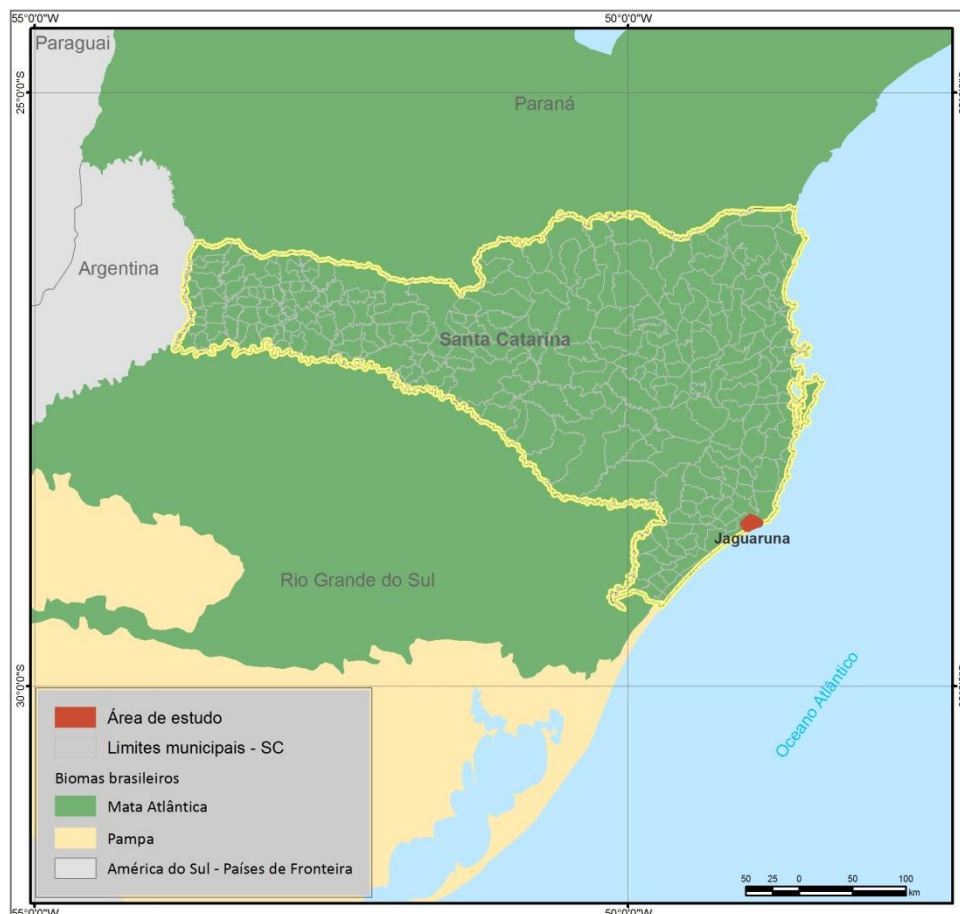 55°0'0"W
50°0'0"W
Paraguai
25°0'0"S
Paraná
Argentina
Santa Catarina
Jaguaruna
Rio Grande do Sul
30°0'0"S
Oceano Atlântico
Área de estudo
Limites municipais - SC
Biomas brasileiros
Mata Atlântica
Pampa
América do Sul - Países de Fronteira
50 25 0 50 100
km
55°0'0"W
50°0'0"W